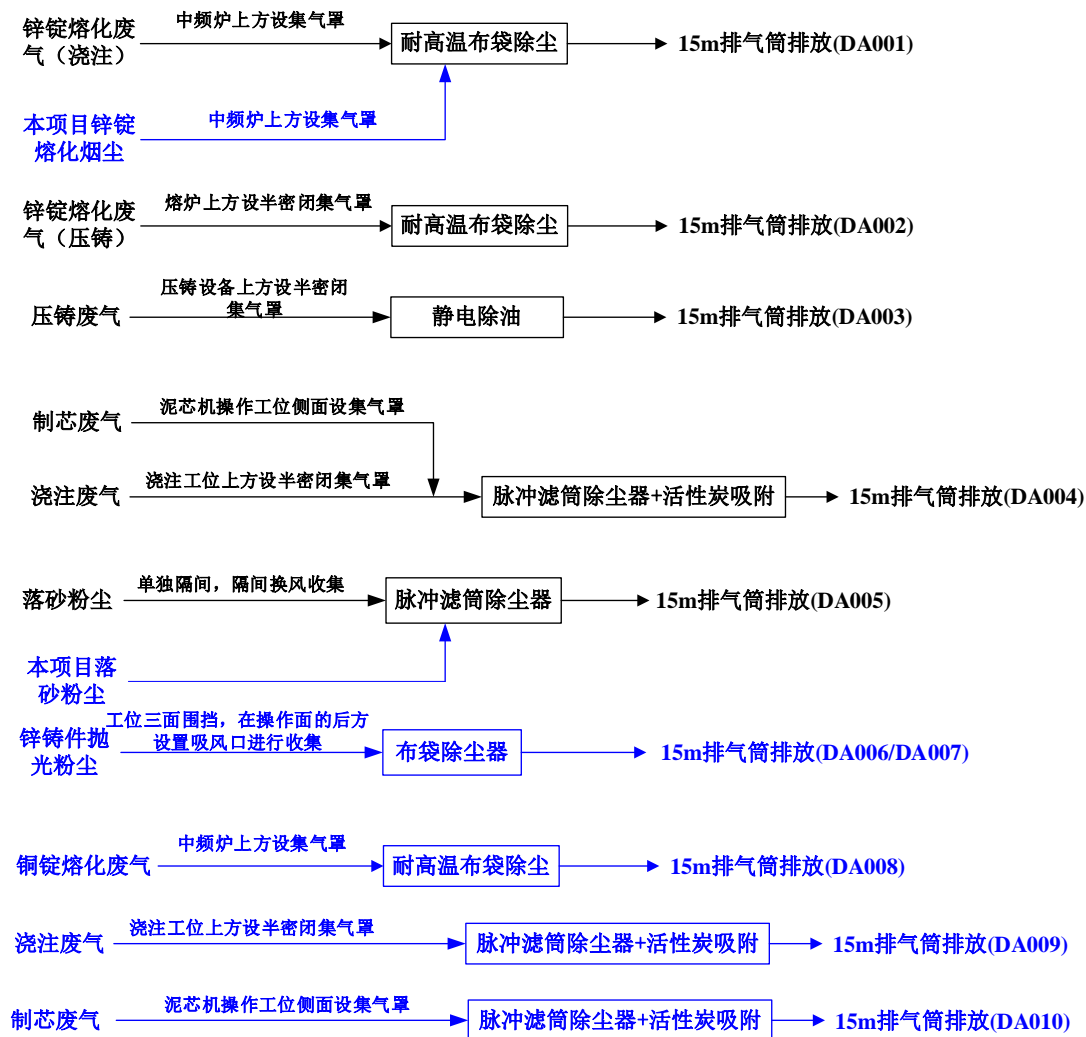 中频炉上方设集气罩
锌锭熔化废
气（浇注）
耐高温布袋除尘
15m排气筒排放(DA001)
中频炉上方设集气罩
本项目锌锭
熔化烟尘
熔炉上方设半密闭集气罩
锌锭熔化废
气（压铸）
耐高温布袋除尘
15m排气筒排放(DA002)
压铸设备上方设半密闭
集气罩
压铸废气
静电除油
15m排气筒排放(DA003)
泥芯机操作工位侧面设集气罩
制芯废气
浇注工位上方设半密闭集气罩
浇注废气
脉冲滤筒除尘器+活性炭吸附
15m排气筒排放(DA004)
单独隔间，隔间换风收集
落砂粉尘
脉冲滤筒除尘器
15m排气筒排放(DA005)
本项目落
砂粉尘
工位三面围挡，在操作面的后方
设置吸风口进行收集
锌铸件抛
光粉尘
布袋除尘器
15m排气筒排放(DA006/DA007)
中频炉上方设集气罩
铜锭熔化废气
耐高温布袋除尘
15m排气筒排放(DA008)
浇注工位上方设半密闭集气罩
浇注废气
脉冲滤筒除尘器+活性炭吸附
15m排气筒排放(DA009)
泥芯机操作工位侧面设集气罩
制芯废气
脉冲滤筒除尘器+活性炭吸附
15m排气筒排放(DA010)